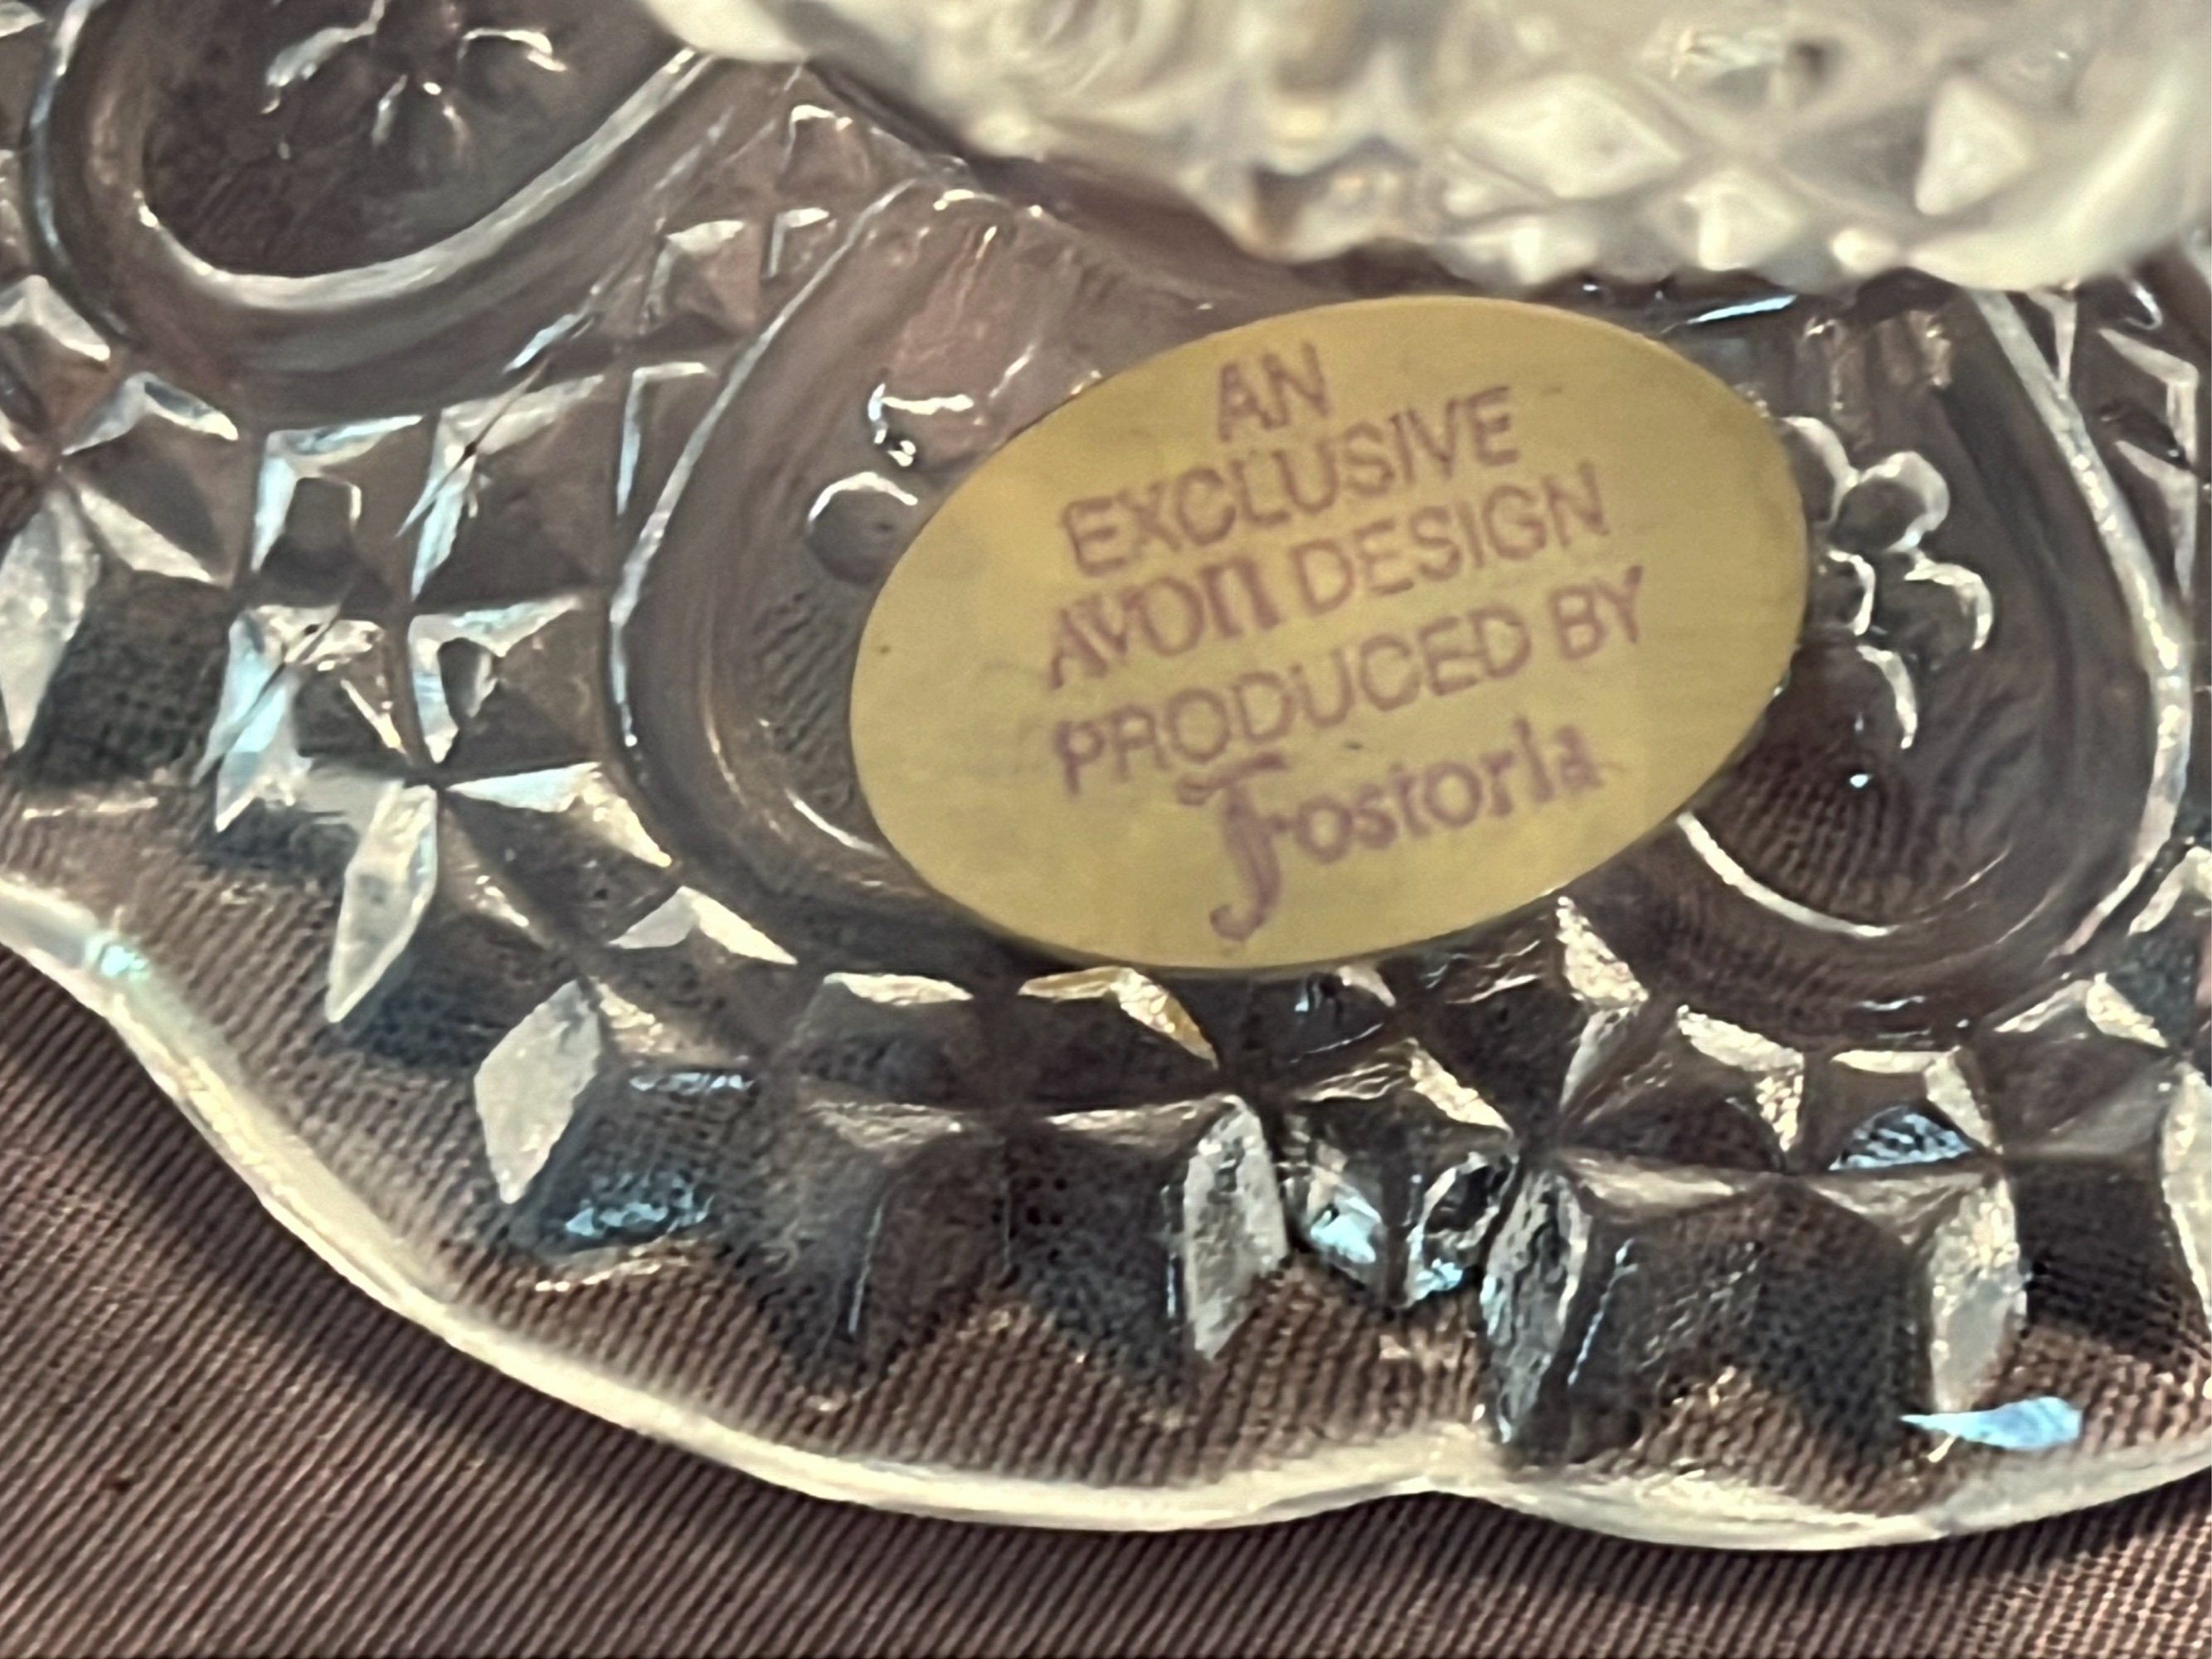 AN
EXCLUSIVE
AVON DESIGN
PRODUCED BY
Fostoria